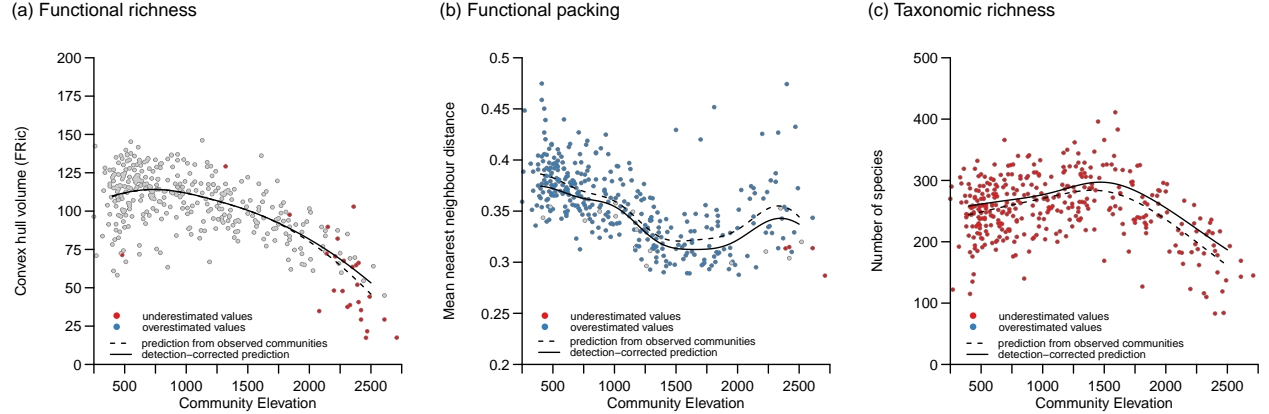 (a) Functional richness
Convex hull volume (FRic)
200
175
150
125
100
75
50
25
0
underestimated values
overestimated values
prediction from observed communities
detection−corrected prediction
500 1000 1500 2000 2500
Community Elevation
(b) Functional packing
Mean nearest neighbour distance
0.5
0.45
0.4
0.35
0.3
0.25
0.2
underestimated values
overestimated values
prediction from observed communities
detection−corrected prediction
500 1000 1500 2000 2500
Community Elevation
(c) Taxonomic richness
Number of species
500
400
300
200
100
0
underestimated values
overestimated values
prediction from observed communities
detection−corrected prediction
500 1000 1500 2000 2500
Community Elevation